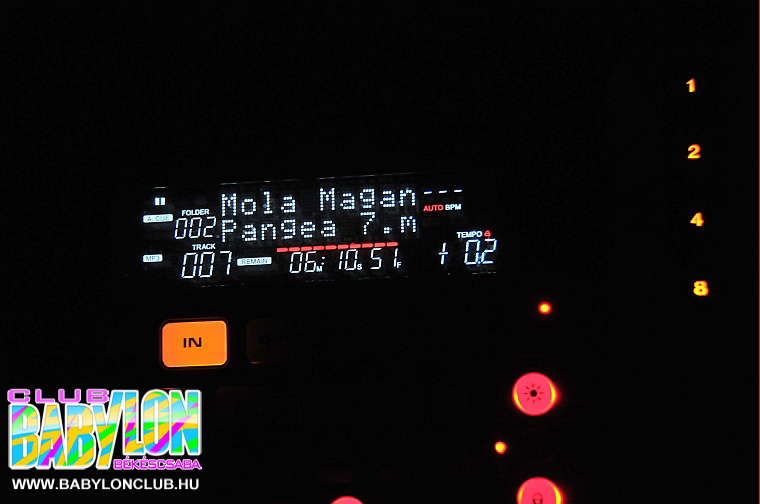 1
2
4
8
Mola Magan---
A. CUE FOLDER
AUTO BPM
002 Pangea 7.m
TRACK
TEMPO
MP3 007 REMAIN 06M:10S.51F +0.2
IN
CLUB
BABYLON
BÉKÉSCSABA
WWW.BABYLONCLUB.HU